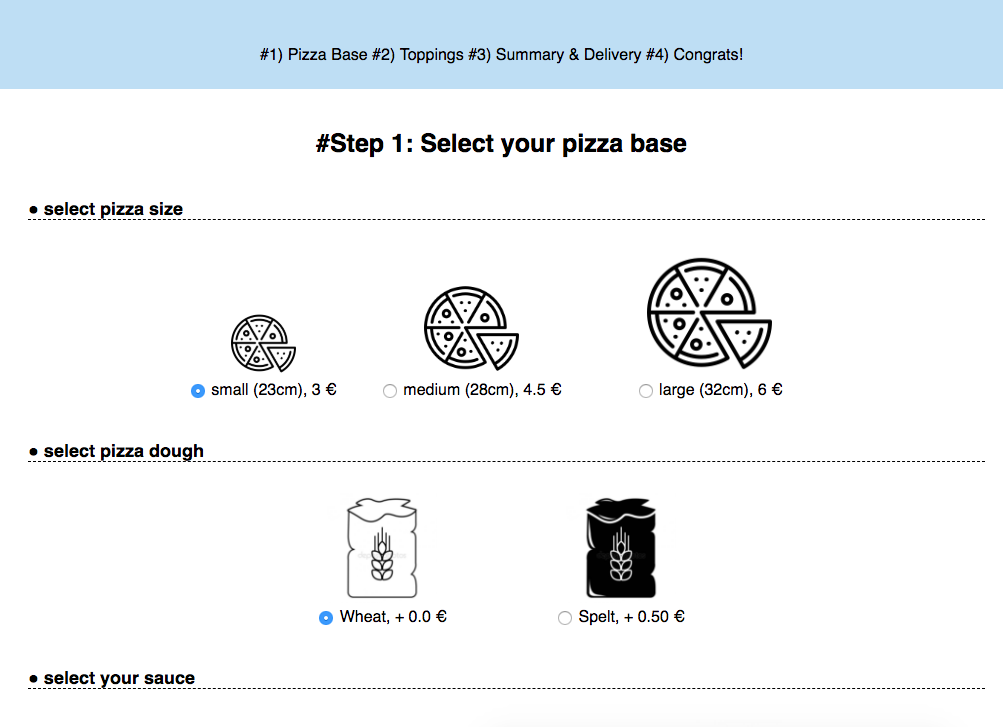 #1) Pizza Base #2) Toppings #3) Summary & Delivery #4) Congrats!
#Step 1: Select your pizza base
● select pizza size
small (23cm), 3 €
medium (28cm), 4.5 €
large (32cm), 6 €
● select pizza dough
Wheat, + 0.0 €
Spelt, + 0.50 €
● select your sauce